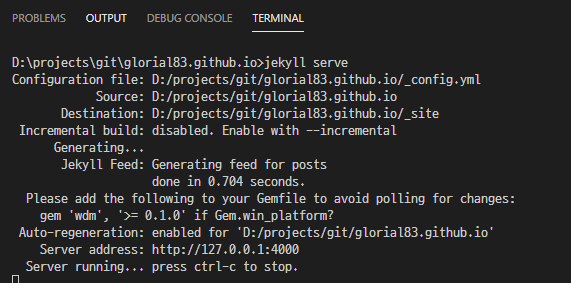 PROBLEMS OUTPUT DEBUG CONSOLE TERMINAL
D:\projects\git\glorial83.github.io>jekyll serve
Configuration file: D:/projects/git/glorial83.github.io/_config.yml
Source: D:/projects/git/glorial83.github.io
Destination: D:/projects/git/glorial83.github.io/_site
Incremental build: disabled. Enable with --incremental
Generating...
Jekyll Feed: Generating feed for posts
done in 0.704 seconds.
Please add the following to your Gemfile to avoid polling for changes:
gem 'wdm', '>= 0.1.0' if Gem.win_platform?
Auto-regeneration: enabled for 'D:/projects/git/glorial83.github.io'
Server address: http://127.0.0.1:4000
Server running... press ctrl-c to stop.